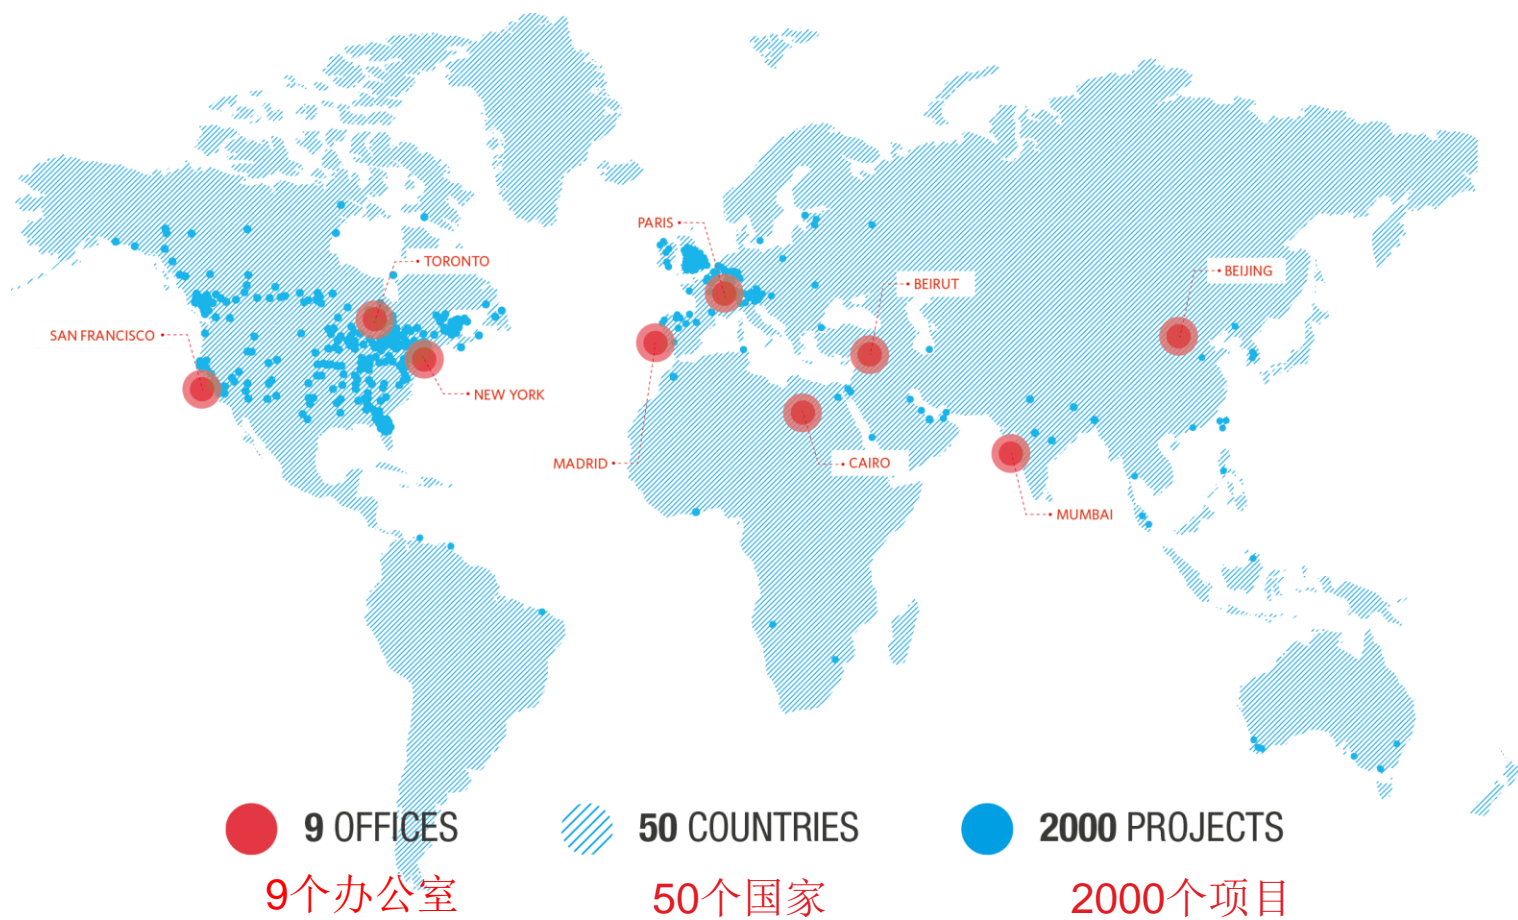 PARIS
TORONTO
BEIJING
BEIRUT
SAN FRANCISCO
NEW YORK
MADRID
CAIRO
MUMBAI
9 OFFICES
50 COUNTRIES
2000 PROJECTS
9个办公室
50个国家
2000个项目